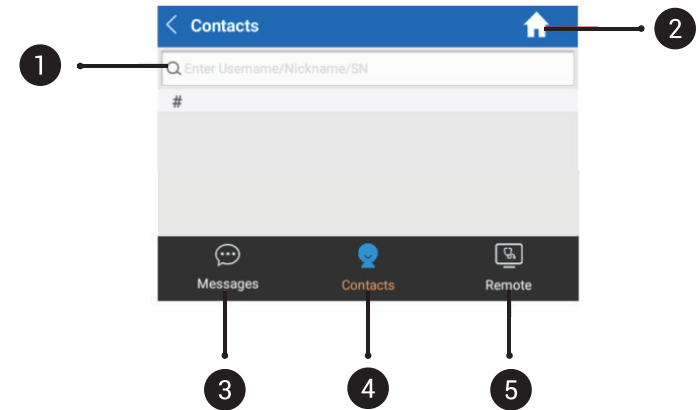 Contacts
2
1
Enter Username/Nickname/SN
#
Messages Contacts Remote
3 4 5